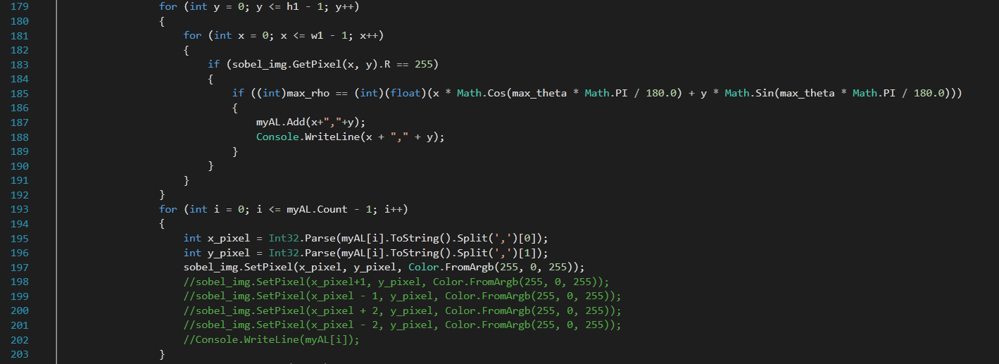 179 for (int y = 0; y <= h1 - 1; y++)
180 {
181 for (int x = 0; x <= w1 - 1; x++)
182 {
183 if (sobel_img.GetPixel(x, y).R == 255)
184 {
185 if ((int)max_rho == (int)(float)(x * Math.Cos(max_theta * Math.PI / 180.0) + y * Math.Sin(max_theta * Math.PI / 180.0)))
186 {
187 myAL.Add(x+","+y);
188 Console.WriteLine(x + "," + y);
189 }
190 }
191 }
192 }
193 for (int i = 0; i <= myAL.Count - 1; i++)
194 {
195 int x_pixel = Int32.Parse(myAL[i].ToString().Split(',')[0]);
196 int y_pixel = Int32.Parse(myAL[i].ToString().Split(',')[1]);
197 sobel_img.SetPixel(x_pixel, y_pixel, Color.FromArgb(255, 0, 255));
198 //sobel_img.SetPixel(x_pixel+1, y_pixel, Color.FromArgb(255, 0, 255));
199 //sobel_img.SetPixel(x_pixel - 1, y_pixel, Color.FromArgb(255, 0, 255));
200 //sobel_img.SetPixel(x_pixel + 2, y_pixel, Color.FromArgb(255, 0, 255));
201 //sobel_img.SetPixel(x_pixel - 2, y_pixel, Color.FromArgb(255, 0, 255));
202 //Console.WriteLine(myAL[i]);
203 }